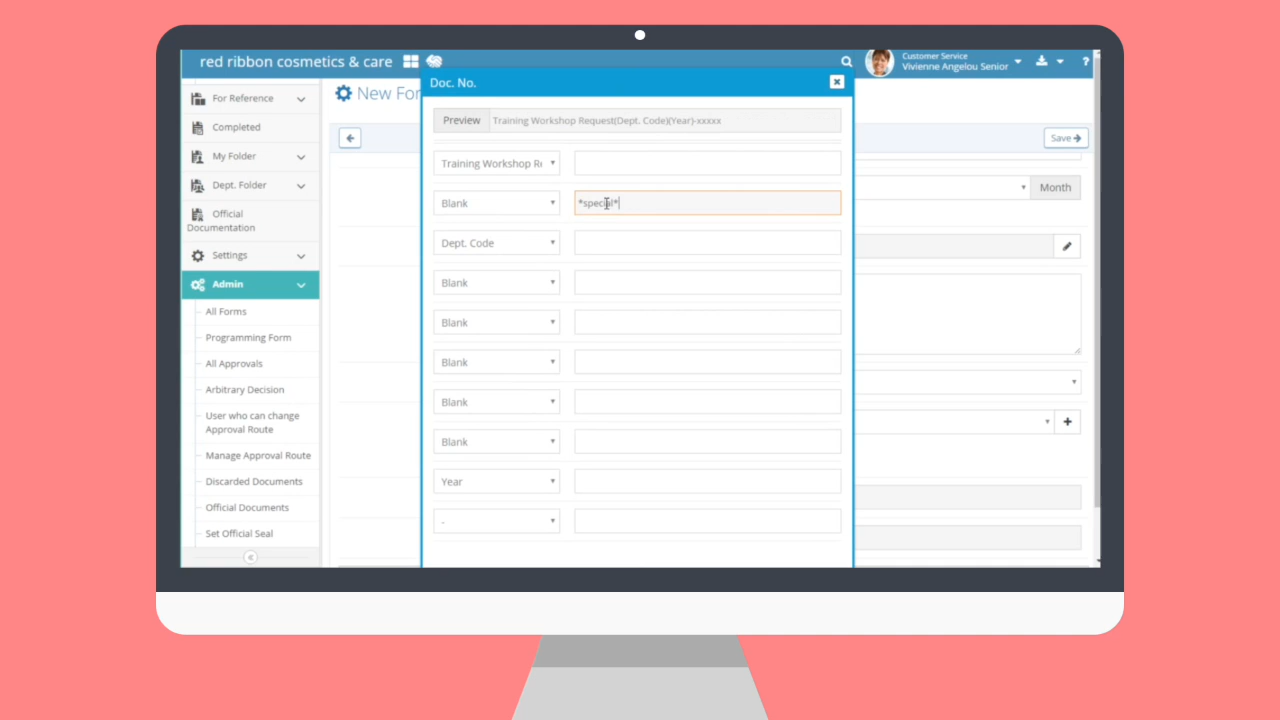 red ribbon cosmetics & care
Customer Service
Vivienne Angelou Senior
?
For Reference
Completed
My Folder
Dept. Folder
Official
Documentation
Settings
Admin
All Forms
Programming Form
All Approvals
Arbitrary Decision
User who can change
Approval Route
Manage Approval Route
Discarded Documents
Official Documents
Set Official Seal
New For
Save
Month
Doc. No.
Preview Training Workshop Request(Dept. Code)(Year)-xxxxx
Training Workshop R
Blank *special*
Dept. Code
Blank
Blank
Blank
Blank
Blank
Year
-